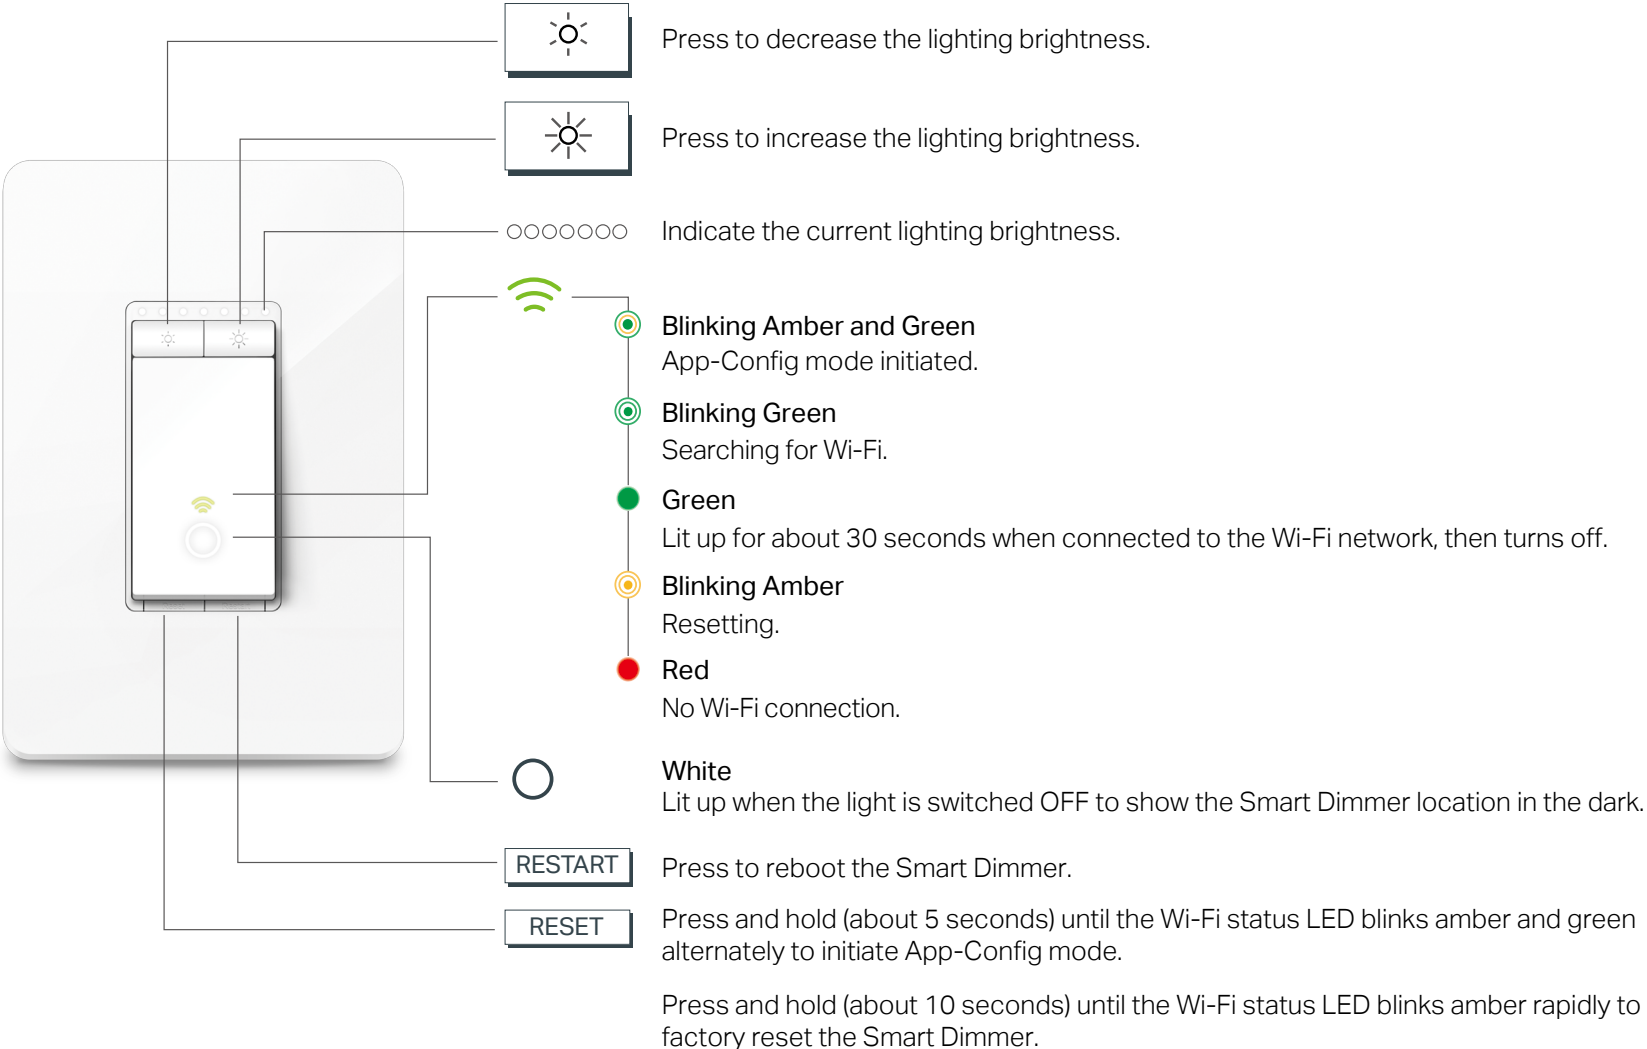 Press to decrease the lighting brightness.
Press to increase the lighting brightness.
Indicate the current lighting brightness.
Blinking Amber and Green
App-Config mode initiated.
Blinking Green
Searching for Wi-Fi.
Green
Lit up for about 30 seconds when connected to the Wi-Fi network, then turns off.
Blinking Amber
Resetting.
Red
No Wi-Fi connection.
White
Lit up when the light is switched OFF to show the Smart Dimmer location in the dark.
RESTART
Press to reboot the Smart Dimmer.
RESET
Press and hold (about 5 seconds) until the Wi-Fi status LED blinks amber and green
alternately to initiate App-Config mode.
Press and hold (about 10 seconds) until the Wi-Fi status LED blinks amber rapidly to
factory reset the Smart Dimmer.